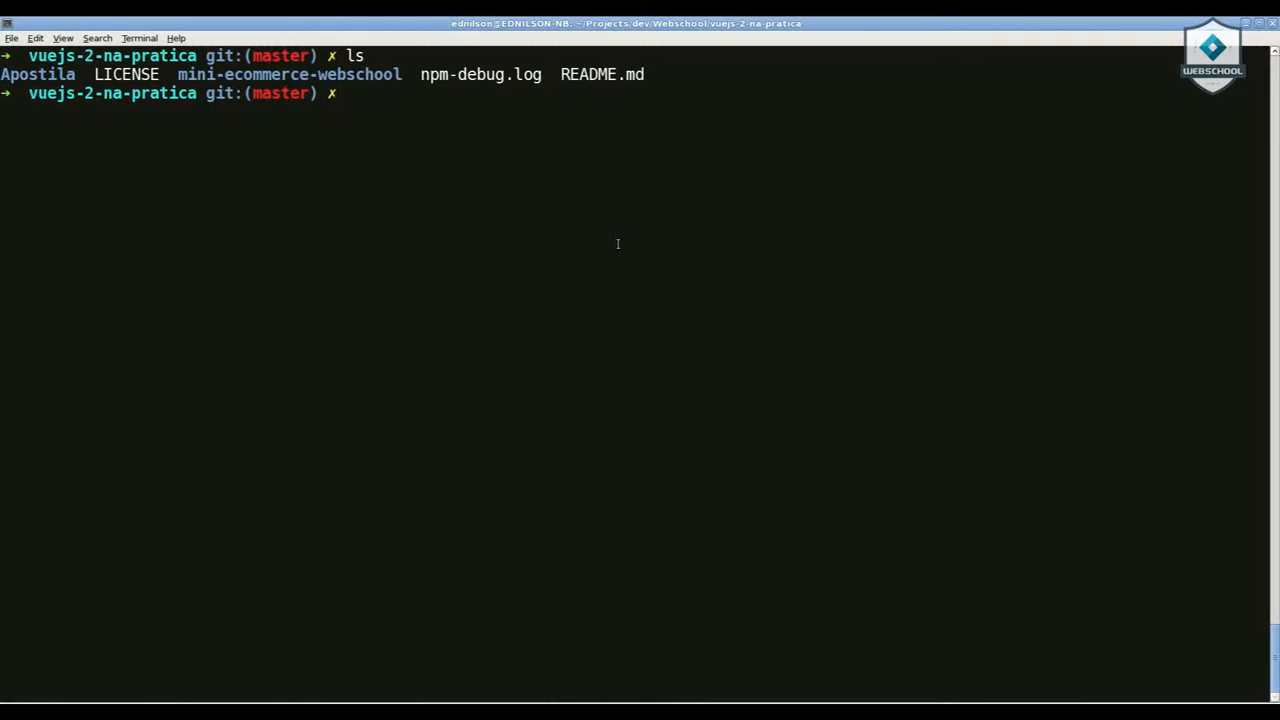 ednilson@EDNILSON-NB: ~/Projects/dev/Webschool/vuejs-2-na-pratica
File Edit View Search Terminal Help
➜ vuejs-2-na-pratica git:(master) ✗ ls
Apostila LICENSE mini-ecommerce-webschool npm-debug.log README.md
➜ vuejs-2-na-pratica git:(master) ✗
WEBSCHOOL